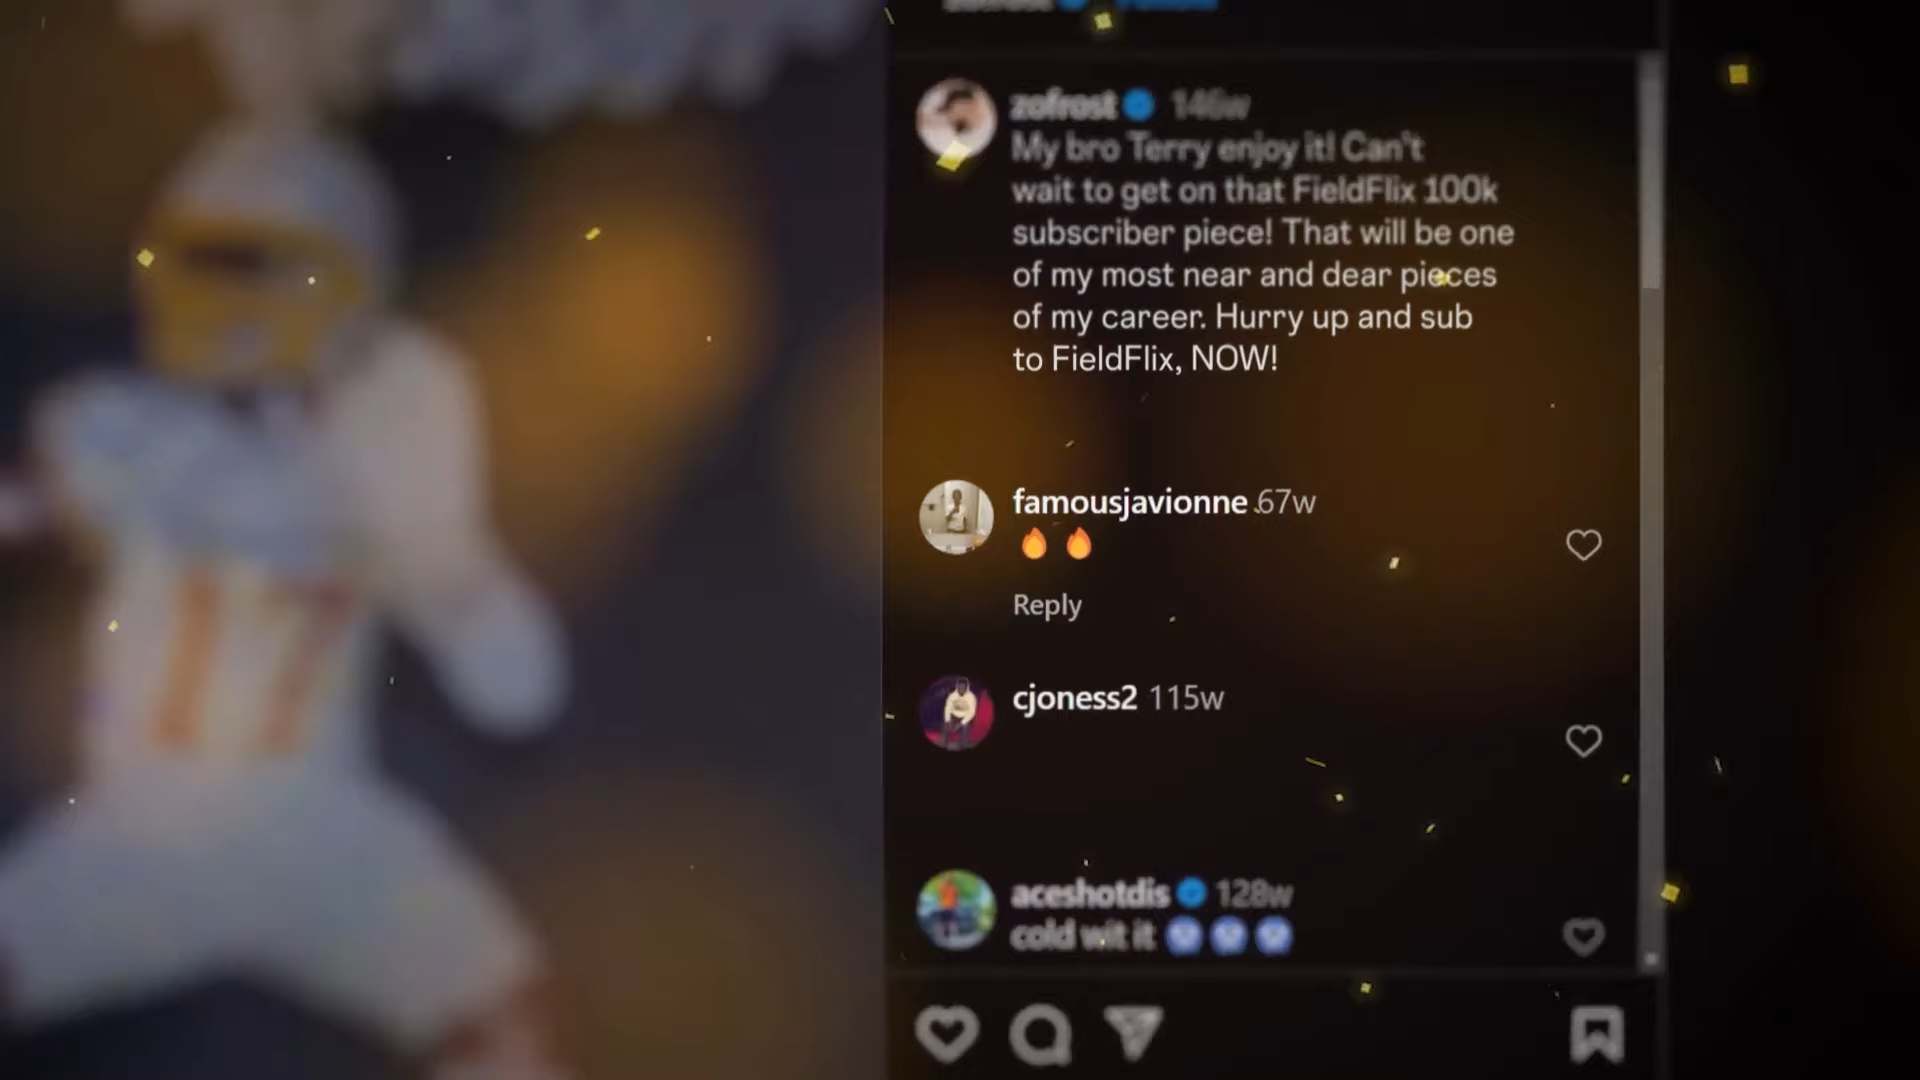 zofrost 146w
My bro Terry enjoy it! Can't
wait to get on that FieldFlix 100k
subscriber piece! That will be one
of my most near and dear pieces
of my career. Hurry up and sub
to FieldFlix, NOW!
famousjavionne 67w
🔥 🔥
Reply
cjoness2 115w
aceshotdis 128w
cold wit it
17